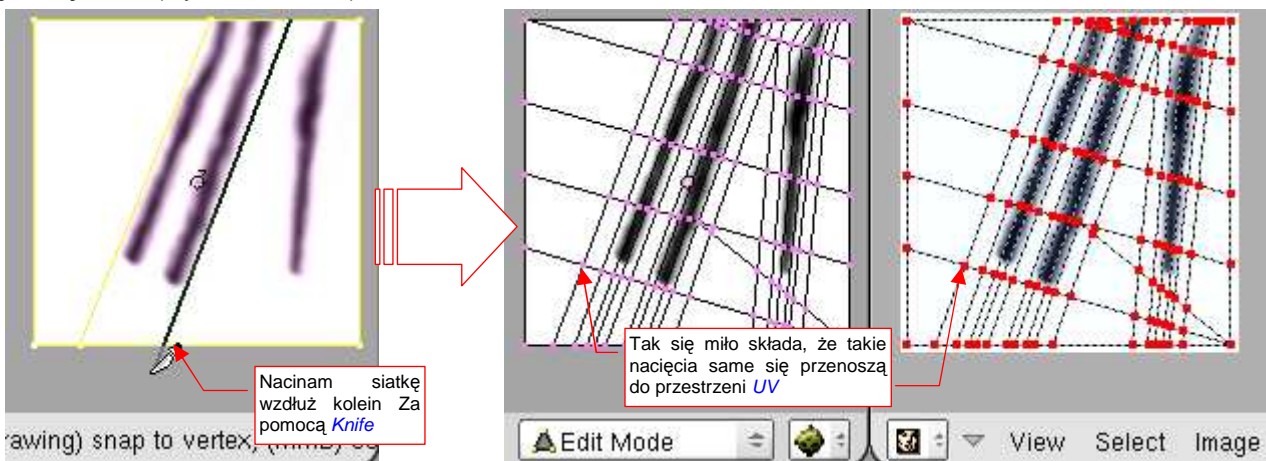 Nacinam siatkę
wzdłuż kolein Za
pomocą Knife
Tak się miło składa, że takie
nacięcia same się przenoszą
do przestrzeni UV
rawing) snap to vertex, (MMB)
Edit Mode
View Select Image